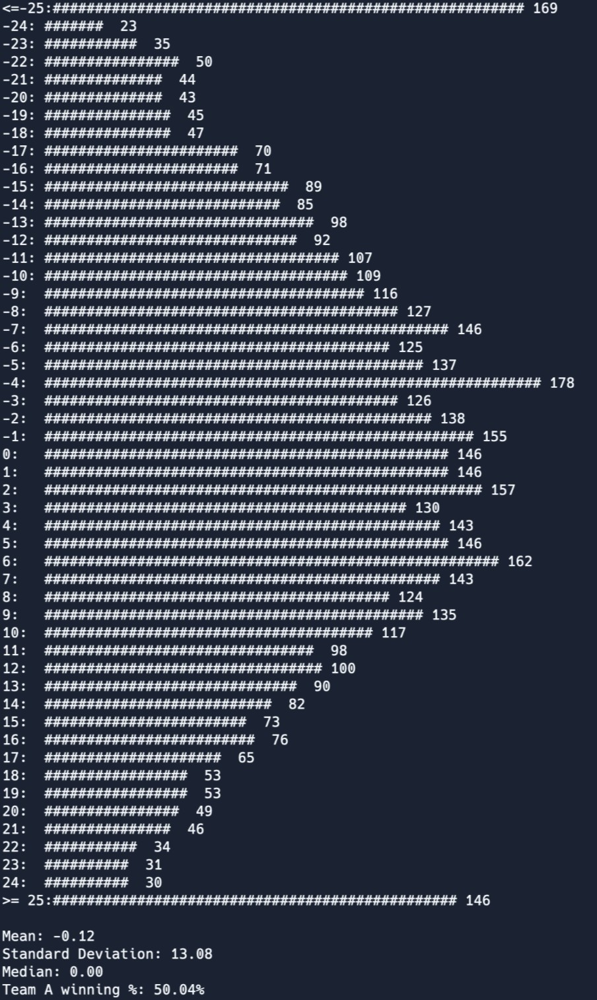 <=-25:######################################################## 169
-24: #######  23
-23: ###########  35
-22: ################  50
-21: ##############  44
-20: ##############  43
-19: ###############  45
-18: ###############  47
-17: #######################  70
-16: #######################  71
-15: #############################  89
-14: ############################  85
-13: ################################  98
-12: ##############################  92
-11: ################################### 107
-10: #################################### 109
-9:  ###################################### 116
-8:  ########################################## 127
-7:  ################################################ 146
-6:  ######################################### 125
-5:  ############################################# 137
-4:  ########################################################### 178
-3:  ########################################## 126
-2:  ############################################## 138
-1:  ################################################### 155
0:   ################################################ 146
1:   ################################################ 146
2:   #################################################### 157
3:   ########################################### 130
4:   ############################################### 143
5:   ################################################ 146
6:   ###################################################### 162
7:   ############################################### 143
8:   ######################################### 124
9:   ############################################# 135
10:  ####################################### 117
11:  ################################  98
12:  ################################# 100
13:  ##############################  90
14:  ###########################  82
15:  ########################  73
16:  #########################  76
17:  #####################  65
18:  #################  53
19:  #################  53
20:  ################  49
21:  ###############  46
22:  ###########  34
23:  ##########  31
24:  ##########  30
>= 25:################################################ 146
Mean: -0.12
Standard Deviation: 13.08
Median: 0.00
Team A winning %: 50.04%